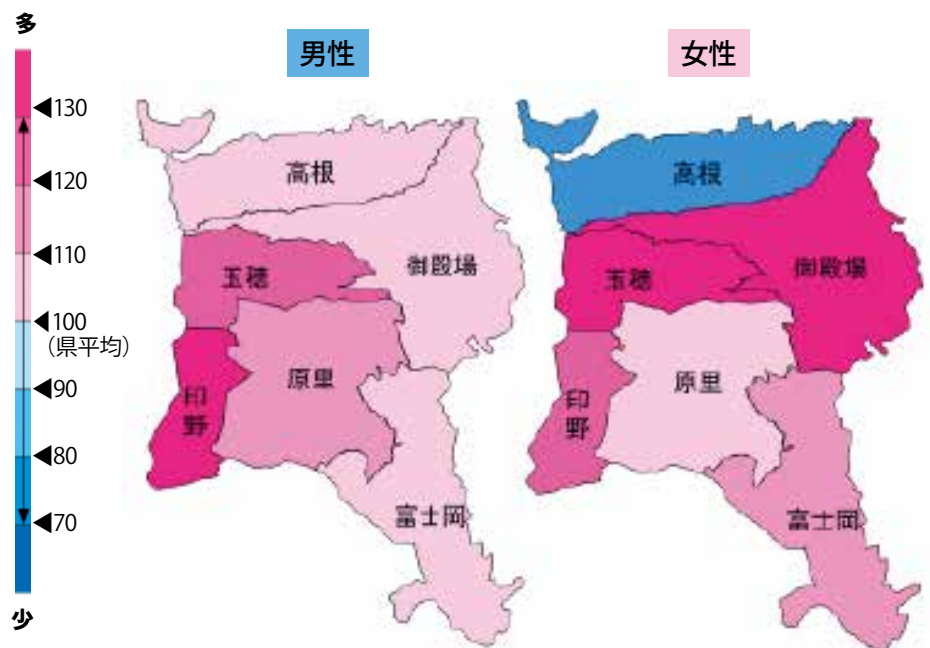 多
◀130
◀120
◀110
◀100
（県平均）
◀90
◀80
◀70
少
男性
高根
御殿場
玉穂
印野
原里
富士岡
女性
高根
御殿場
玉穂
印野
原里
富士岡